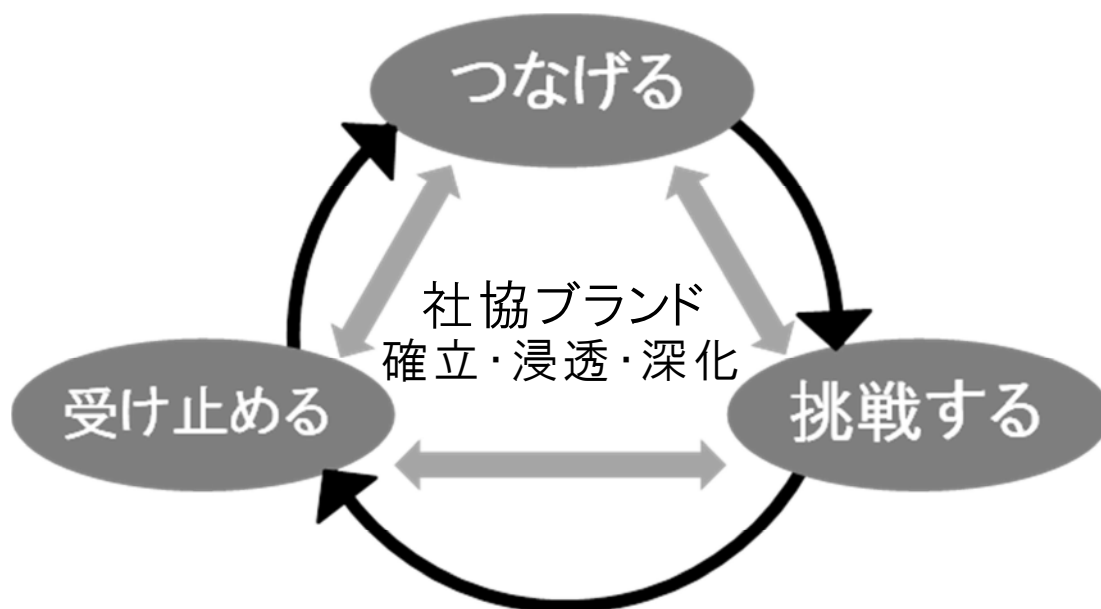 つなげる
社協ブランド
確立・浸透・深化
受け止める
挑戦する